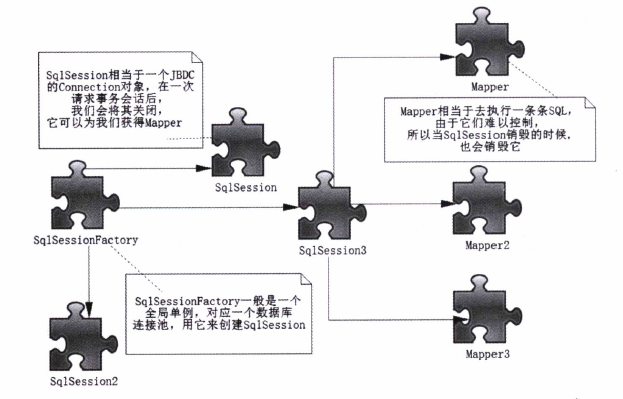 SqlSession相当于一个JBDC
的Connection对象，在一次
请求事务会话后，
我们会将其关闭，
它可以为我们获得Mapper
Mapper
Mapper相当于去执行一条条SQL，
由于它们难以控制，
所以当SqlSession销毁的时候，
也会销毁它
SqlSession
SqlSessionFactory
SqlSession3
Mapper2
SqlSessionFactory一般是一个
全局单例，对应一个数据库
连接池，用它来创建SqlSession
Mapper3
SqlSession2